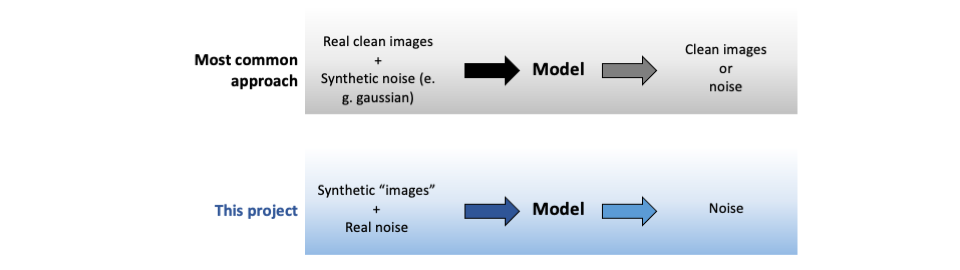 Most common
approach
Real clean images
+
Synthetic noise (e.
g. gaussian)
Model
Clean images
or
noise
This project
Synthetic “images”
+
Real noise
Model
Noise